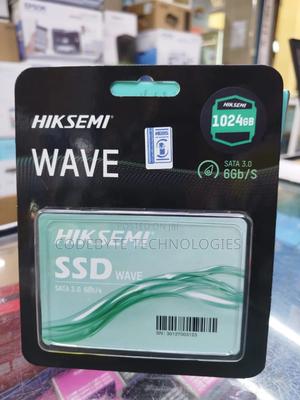 HIKSEMI
1024GB
HIKSEMI
WAVE
SATA 3.0
6Gb/S
HIKSEMI
CODEBYTE TECHNOLOGIES
SSD WAVE
SATA 3.0 6Gb/s